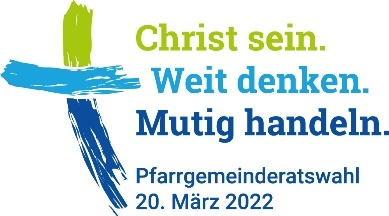 Christ sein.
Weit denken.
Mutig handeln.
Pfarrgemeinderatswahl
20. März 2022